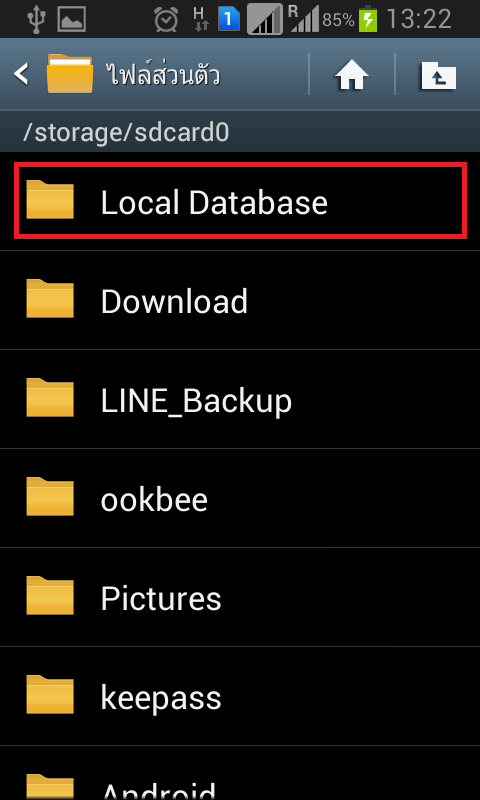 H 1 R 85% 13:22
ไฟล์ส่วนตัว
/storage/sdcard0
Local Database
Download
LINE_Backup
ookbee
Pictures
keepass
Android